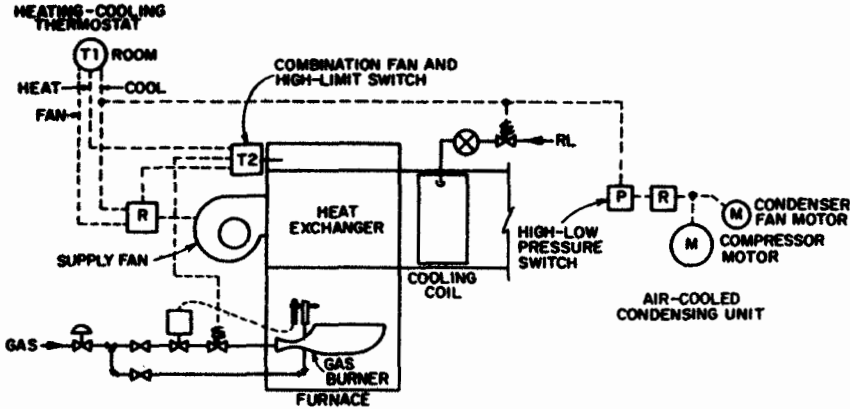 HEATING-COOLING
THERMOSTAT
T1 ROOM
HEAT
COOL
FAN
COMBINATION FAN AND
HIGH-LIMIT SWITCH
T2
RL
R
HEAT
EXCHANGER
SUPPLY FAN
COOLING
COIL
HIGH-LOW
PRESSURE
SWITCH
P
R
M
CONDENSER
FAN MOTOR
M
COMPRESSOR
MOTOR
AIR-COOLED
CONDENSING UNIT
GAS
GAS
BURNER
FURNACE